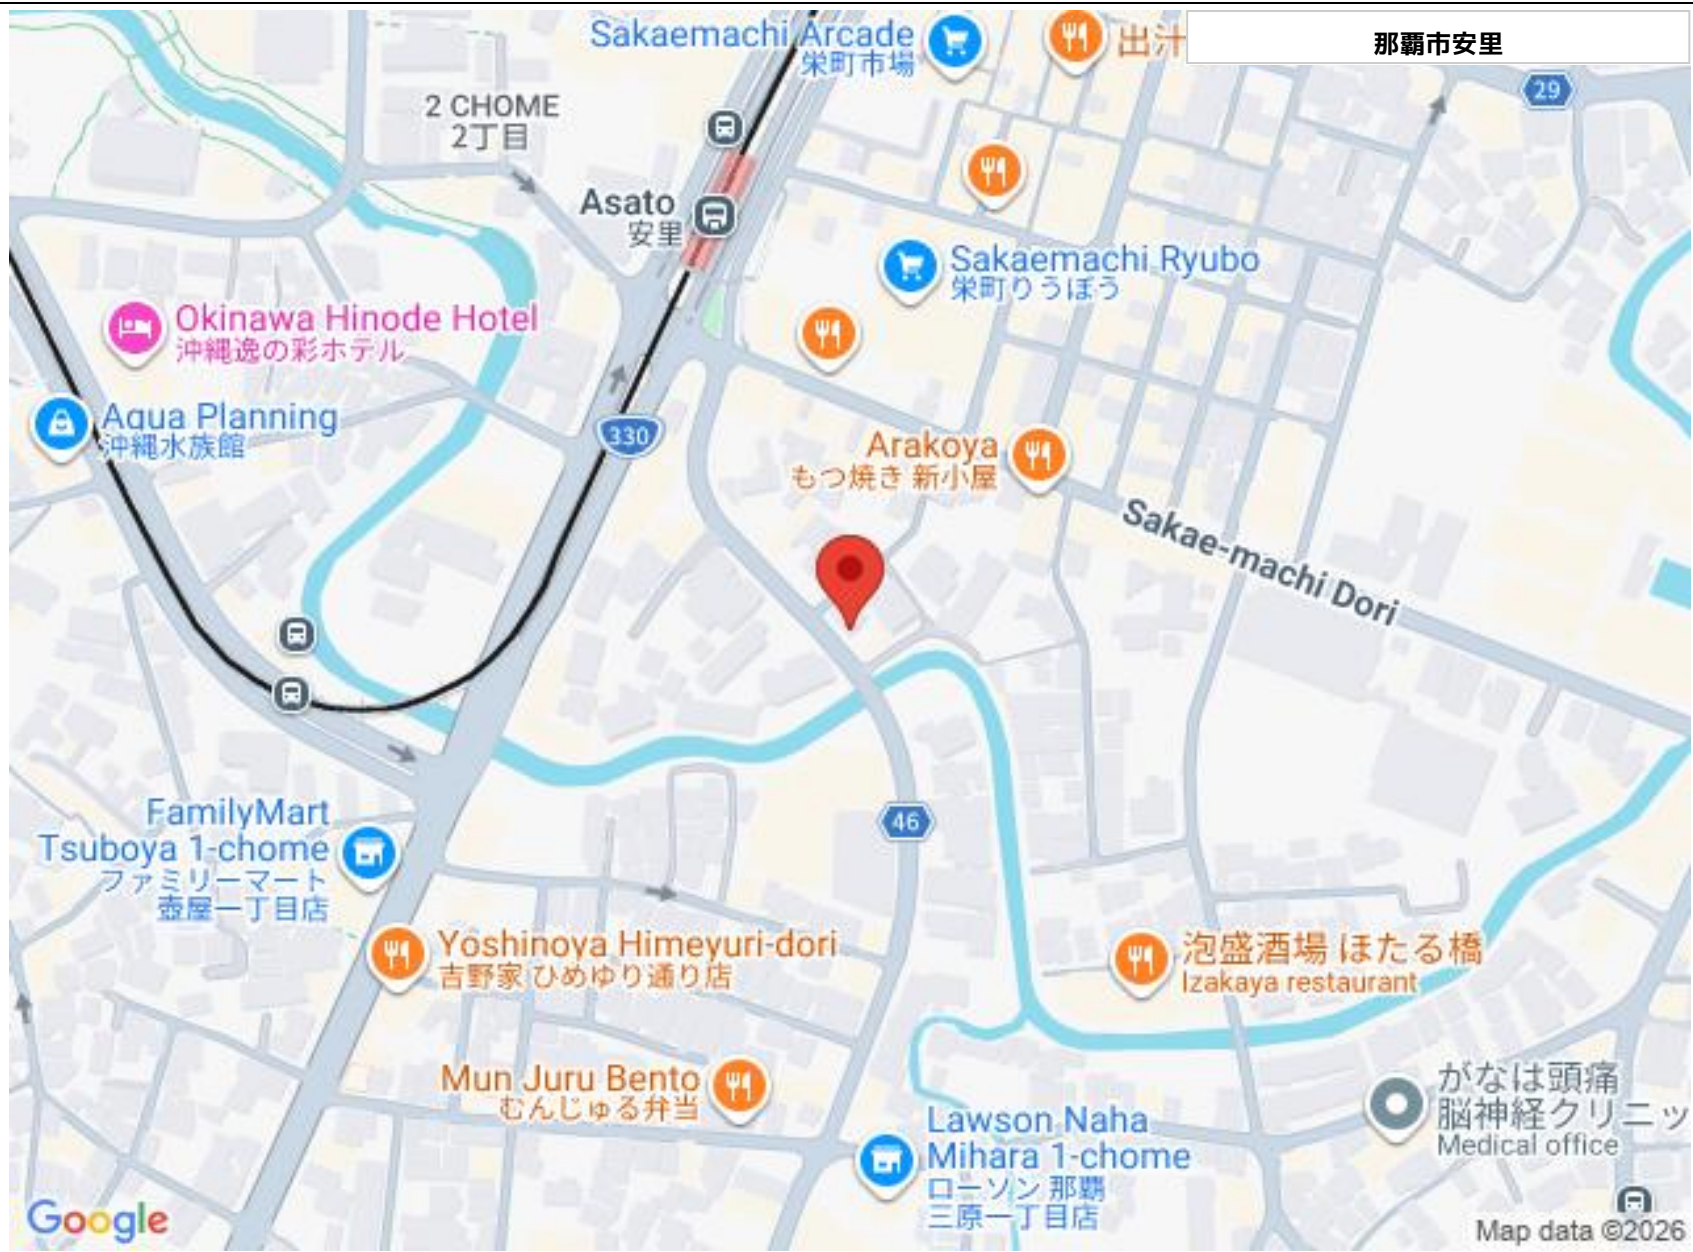 Sakaemachi Arcade
栄町市場
出汁
那覇市安里
29
2 CHOME
2丁目
Asato
安里
Sakaemachi Ryubo
栄町りうぼう
Okinawa Hinode Hotel
沖縄逸の彩ホテル
Aqua Planning
沖縄水族館
330
Arakoya
もつ焼き 新小屋
Sakae-machi Dori
FamilyMart
Tsuboya 1-chome
ファミリーマート
壺屋一丁目店
46
Yoshinoya Himeyuri-dori
吉野家 ひめゆり通り店
泡盛酒場 ほたる橋
Izakaya restaurant
Mun Juru Bento
むんじゅる弁当
がなは頭痛
脳神経クリニッ
Medical office
Lawson Naha
Mihara 1-chome
ローソン 那覇
三原一丁目店
Google
Map data ©2026